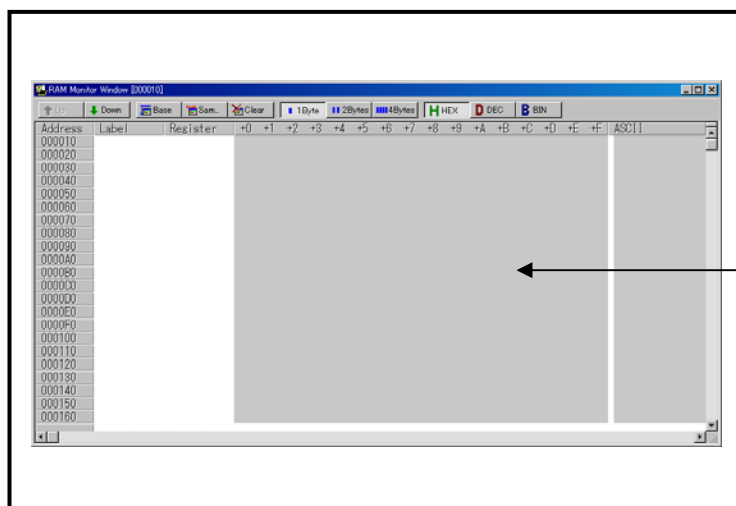 RAM Monitor Window [000010]
Up Down Base Sam... Clear 1Byte 2Bytes 4Bytes HEX DEC BIN
Address Label Register +0 +1 +2 +3 +4 +5 +6 +7 +8 +9 +A +B +C +D +E +F ASCII
000010
000020
000030
000040
000050
000060
000070
000080
000090
0000A0
0000B0
0000C0
0000D0
0000E0
0000F0
000100
000110
000120
000130
000140
000150
000160